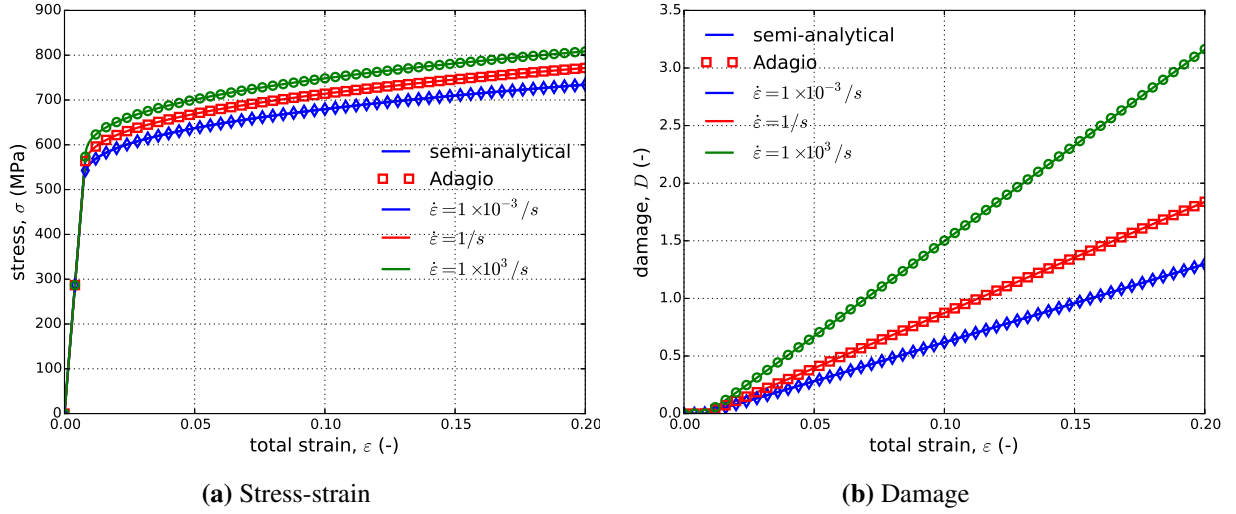 900
800
700
600
500
400
300
200
100
0
0.00
0.05
0.10
0.15
0.20
stress, σ (MPa)
total strain, ε (-)
semi-analytical
Adagio
ε̇ = 1×10⁻³/s
ε̇ = 1/s
ε̇ = 1×10³/s
(a) Stress-strain
3.5
3.0
2.5
2.0
1.5
1.0
0.5
0.0
0.00
0.05
0.10
0.15
0.20
damage, D (-)
total strain, ε (-)
semi-analytical
Adagio
ε̇ = 1×10⁻³/s
ε̇ = 1/s
ε̇ = 1×10³/s
(b) Damage